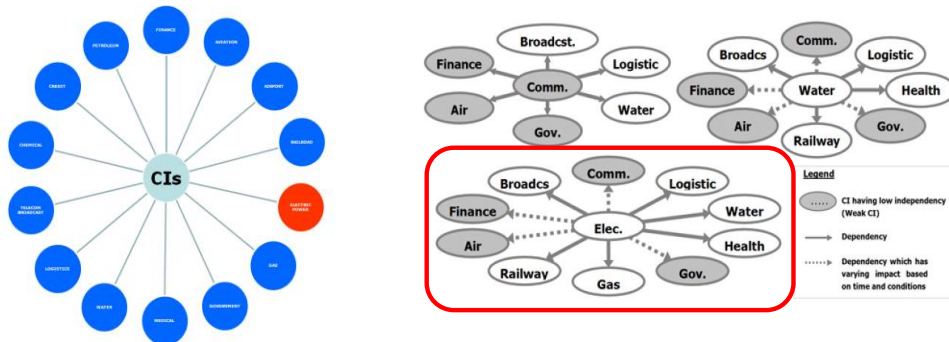 FINANCE
AVIATION
AIRPORT
RAILROAD
ELECTRIC
POWER
GAS
GOVERNMENT
MEDICAL
WATER
LOGISTICS
TELECOM
BROADCAST
CHEMICAL
CREDIT
PETROLEUM
CIs
Broadcst.
Finance
Logistic
Comm.
Air
Water
Gov.
Comm.
Broadcs
Logistic
Finance
Water
Health
Air
Gov.
Railway
Comm.
Broadcs
Logistic
Finance
Water
Elec.
Air
Health
Railway
Gas
Gov.
Legend
..... CI having low independency
(Weak CI)
Dependency
Dependency which has
varying impact based
on time and conditions